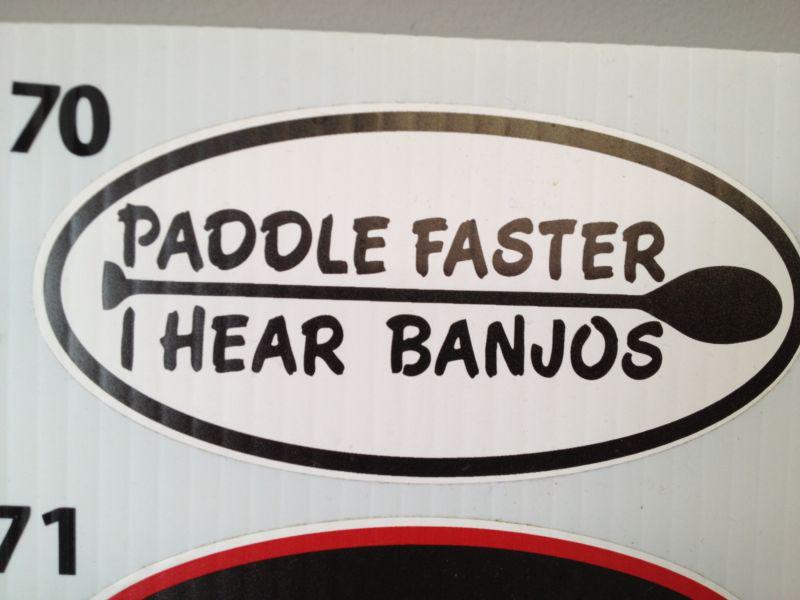 70
PADDLE FASTER
I HEAR BANJOS
71